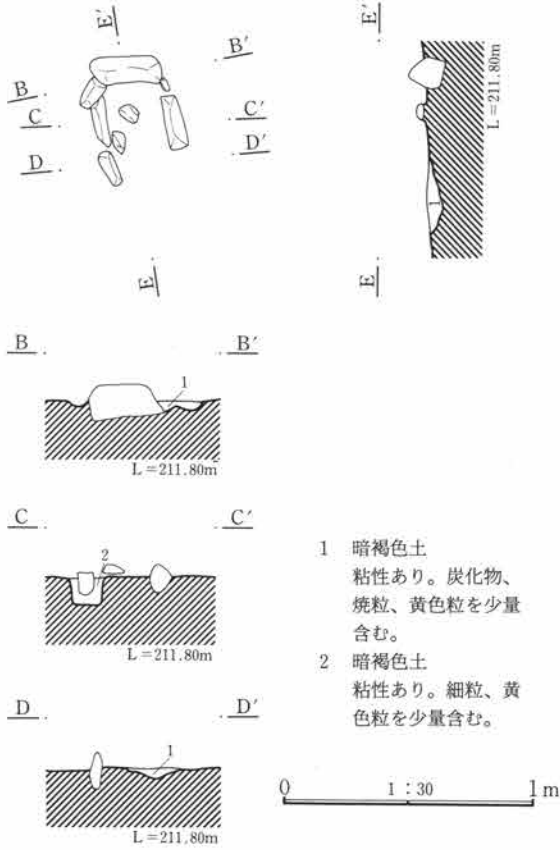 E′
B′
B
C
C′
D
D′
E
E′
L=211.80m
1
E
B
B′
1
L=211.80m
C
C′
2
L=211.80m
D
D′
1
L=211.80m
1 暗褐色土
粘性あり。炭化物、
焼粒、黄色粒を少量
含む。
2 暗褐色土
粘性あり。細粒、黄
色粒を少量含む。
0 1:30 1m